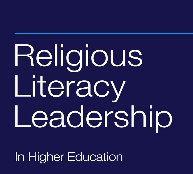 Religious
Literacy
Leadership
In Higher Education